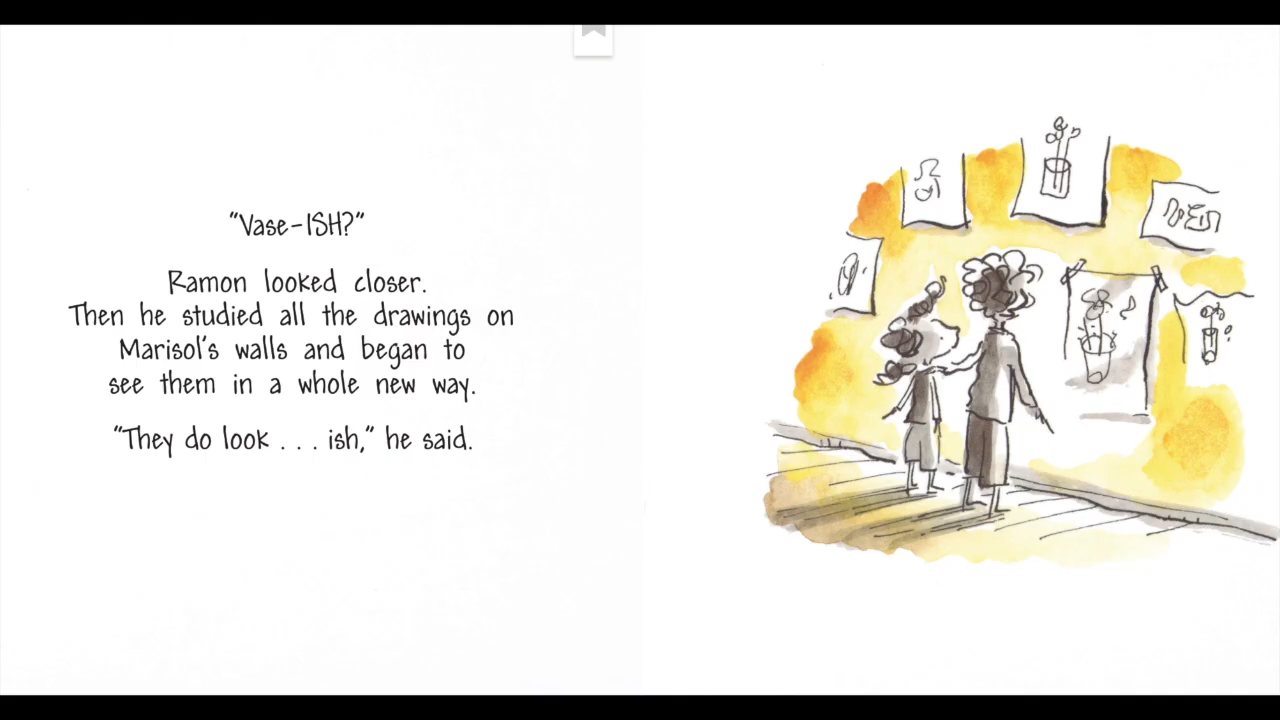 "Vase-ISH?"
Ramon looked closer.
Then he studied all the drawings on
Marisol's walls and began to
see them in a whole new way.
"They do look . . . ish," he said.